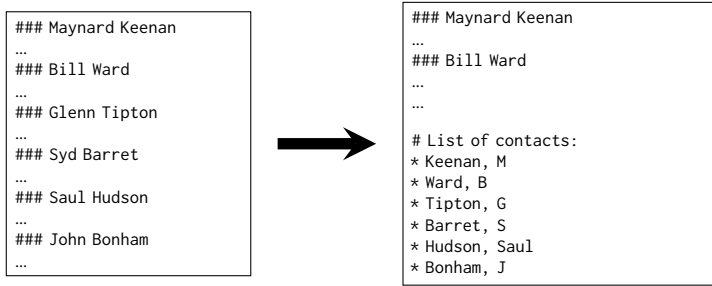 ### Maynard Keenan
...
### Bill Ward
...
### Glenn Tipton
...
### Syd Barret
...
### Saul Hudson
...
### John Bonham
...
### Maynard Keenan
...
### Bill Ward
...
...
# List of contacts:
* Keenan, M
* Ward, B
* Tipton, G
* Barret, S
* Hudson, Saul
* Bonham, J